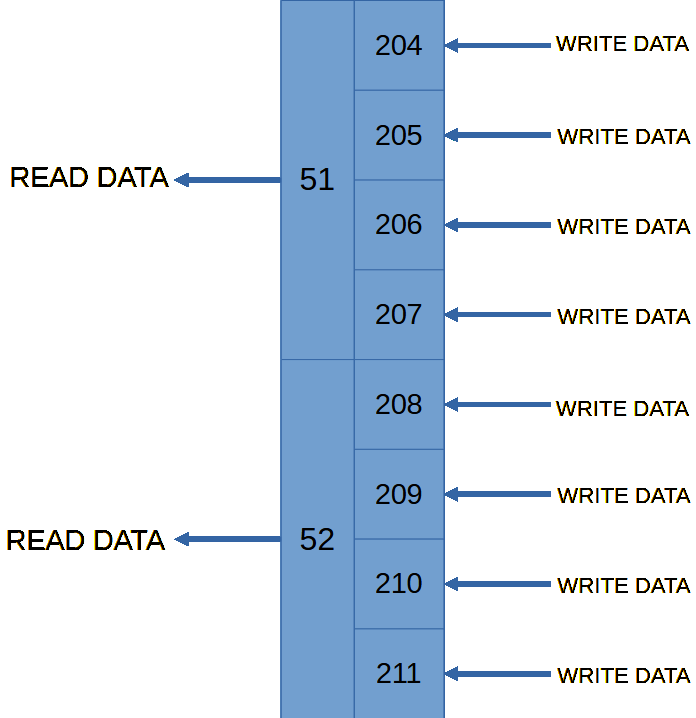 204 WRITE DATA
205 WRITE DATA
READ DATA 51
206 WRITE DATA
207 WRITE DATA
208 WRITE DATA
209 WRITE DATA
READ DATA 52
210 WRITE DATA
211 WRITE DATA